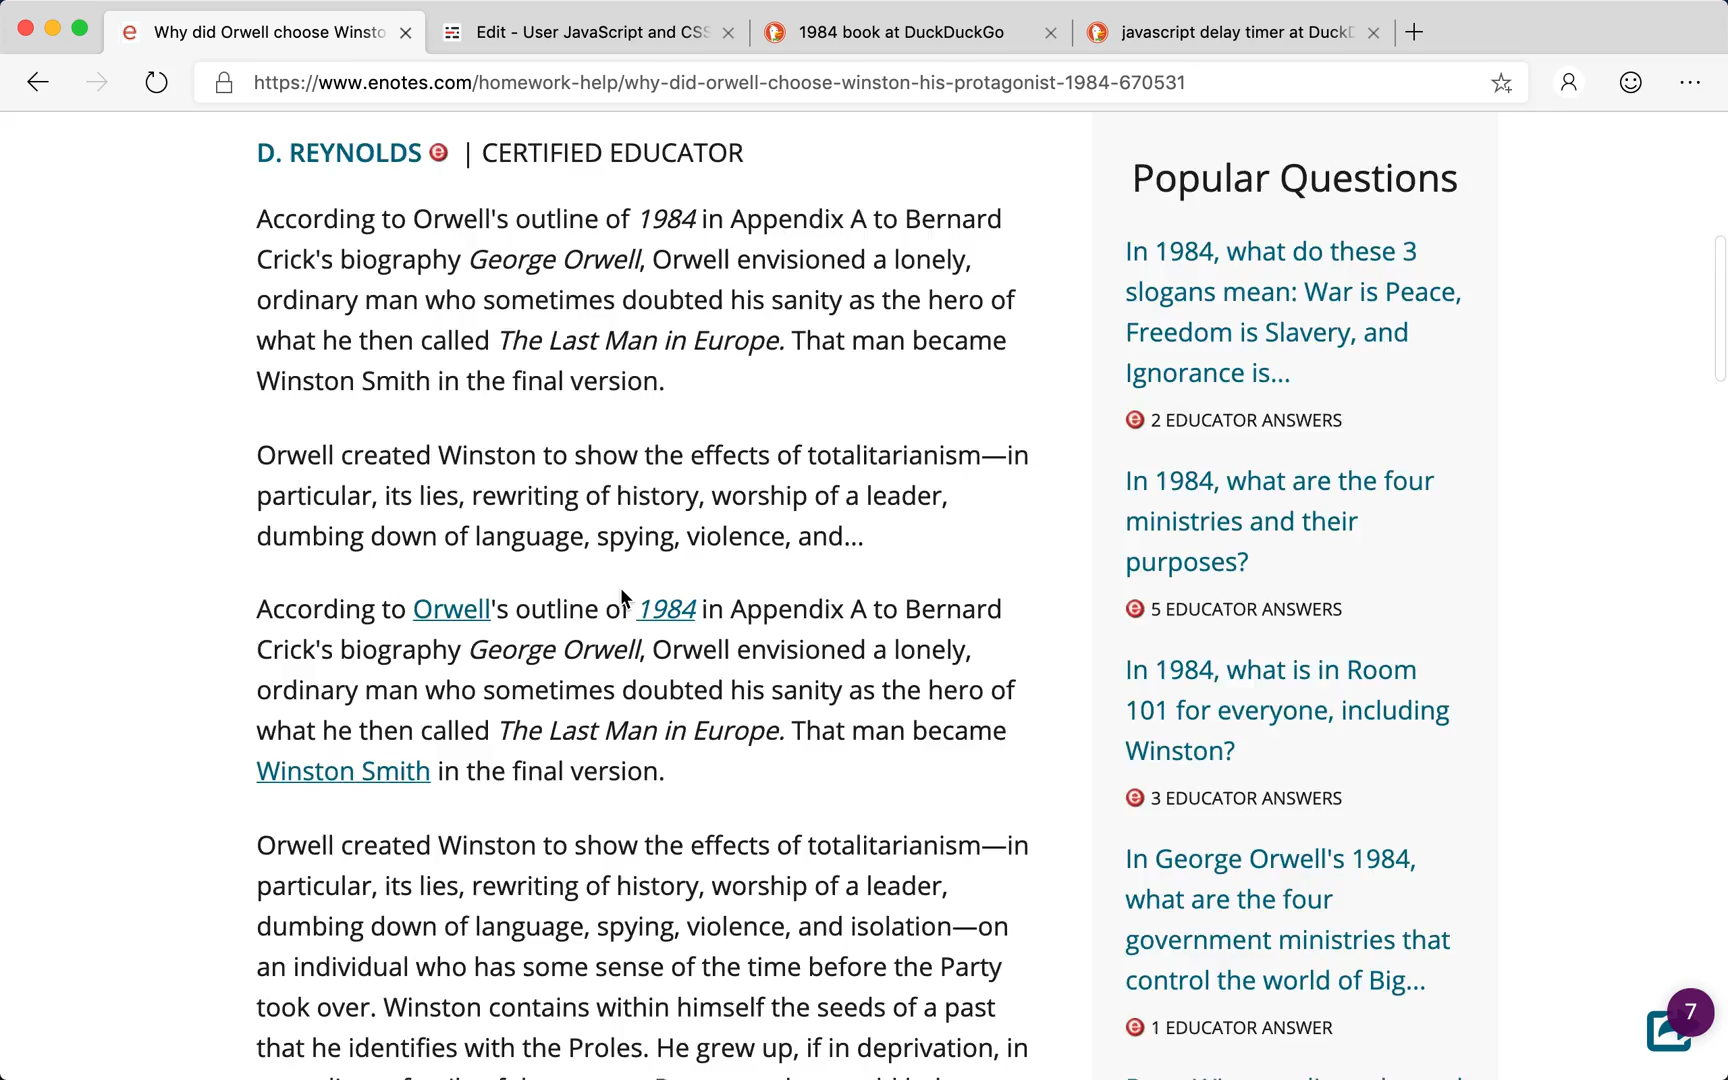 Why did Orwell choose Winsto
Edit - User JavaScript and CSS
1984 book at DuckDuckGo
javascript delay timer at DuckD
https://www.enotes.com/homework-help/why-did-orwell-choose-winston-his-protagonist-1984-670531
D. REYNOLDS e | CERTIFIED EDUCATOR
According to Orwell's outline of 1984 in Appendix A to Bernard
Crick's biography George Orwell, Orwell envisioned a lonely,
ordinary man who sometimes doubted his sanity as the hero of
what he then called The Last Man in Europe. That man became
Winston Smith in the final version.
Orwell created Winston to show the effects of totalitarianism—in
particular, its lies, rewriting of history, worship of a leader,
dumbing down of language, spying, violence, and...
According to Orwell's outline of 1984 in Appendix A to Bernard
Crick's biography George Orwell, Orwell envisioned a lonely,
ordinary man who sometimes doubted his sanity as the hero of
what he then called The Last Man in Europe. That man became
Winston Smith in the final version.
Orwell created Winston to show the effects of totalitarianism—in
particular, its lies, rewriting of history, worship of a leader,
dumbing down of language, spying, violence, and isolation—on
an individual who has some sense of the time before the Party
took over. Winston contains within himself the seeds of a past
that he identifies with the Proles. He grew up, if in deprivation, in
Popular Questions
In 1984, what do these 3
slogans mean: War is Peace,
Freedom is Slavery, and
Ignorance is...
e 2 EDUCATOR ANSWERS
In 1984, what are the four
ministries and their
purposes?
e 5 EDUCATOR ANSWERS
In 1984, what is in Room
101 for everyone, including
Winston?
e 3 EDUCATOR ANSWERS
In George Orwell's 1984,
what are the four
government ministries that
control the world of Big...
e 1 EDUCATOR ANSWER
7